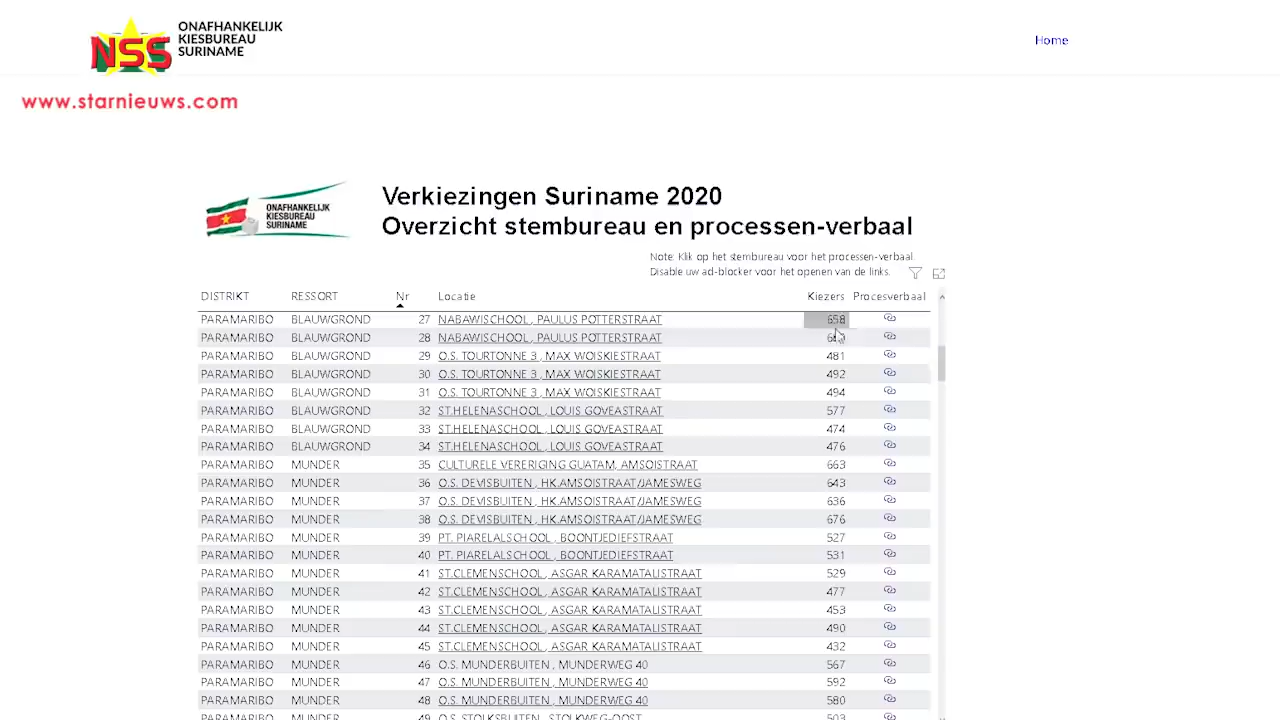 NSS
ONAFHANKELIJK
KIESBUREAU
SURINAME
Home
www.starnieuws.com
ONAFHANKELIJK
KIESBUREAU
SURINAME
Verkiezingen Suriname 2020
Overzicht stembureau en processen-verbaal
Note: Klik op het stembureau voor het processen-verbaal.
Disable uw ad-blocker voor het openen van de links.
DISTRIKT RESSORT Nr Locatie Kiezers Procesverbaal
PARAMARIBO BLAUWGROND 27 NABAWISCHOOL , PAULUS POTTERSTRAAT 658
PARAMARIBO BLAUWGROND 28 NABAWISCHOOL , PAULUS POTTERSTRAAT
PARAMARIBO BLAUWGROND 29 O.S. TOURTONNE 3 , MAX WOISKIESTRAAT 481
PARAMARIBO BLAUWGROND 30 O.S. TOURTONNE 3 , MAX WOISKIESTRAAT 492
PARAMARIBO BLAUWGROND 31 O.S. TOURTONNE 3 , MAX WOISKIESTRAAT 494
PARAMARIBO BLAUWGROND 32 ST.HELENASCHOOL , LOUIS GOVEASTRAAT 577
PARAMARIBO BLAUWGROND 33 ST.HELENASCHOOL , LOUIS GOVEASTRAAT 474
PARAMARIBO BLAUWGROND 34 ST.HELENASCHOOL , LOUIS GOVEASTRAAT 476
PARAMARIBO MUNDER 35 CULTURELE VERERIGING GUATAM, AMSOISTRAAT 663
PARAMARIBO MUNDER 36 O.S. DEVISBUITEN , HK.AMSOISTRAAT/JAMESWEG 643
PARAMARIBO MUNDER 37 O.S. DEVISBUITEN , HK.AMSOISTRAAT/JAMESWEG 636
PARAMARIBO MUNDER 38 O.S. DEVISBUITEN , HK.AMSOISTRAAT/JAMESWEG 676
PARAMARIBO MUNDER 39 PT. PIARELALSCHOOL , BOONTJEDIEFSTRAAT 527
PARAMARIBO MUNDER 40 PT. PIARELALSCHOOL , BOONTJEDIEFSTRAAT 531
PARAMARIBO MUNDER 41 ST.CLEMENSCHOOL , ASGAR KARAMATALISTRAAT 529
PARAMARIBO MUNDER 42 ST.CLEMENSCHOOL , ASGAR KARAMATALISTRAAT 477
PARAMARIBO MUNDER 43 ST.CLEMENSCHOOL , ASGAR KARAMATALISTRAAT 453
PARAMARIBO MUNDER 44 ST.CLEMENSCHOOL , ASGAR KARAMATALISTRAAT 490
PARAMARIBO MUNDER 45 ST.CLEMENSCHOOL , ASGAR KARAMATALISTRAAT 432
PARAMARIBO MUNDER 46 O.S. MUNDERBUITEN , MUNDERWEG 40 567
PARAMARIBO MUNDER 47 O.S. MUNDERBUITEN , MUNDERWEG 40 592
PARAMARIBO MUNDER 48 O.S. MUNDERBUITEN , MUNDERWEG 40 580
PARAMARIBO MUNDER 49 O.S. STOLKSBUITEN , STOLKWEG-OOST 503